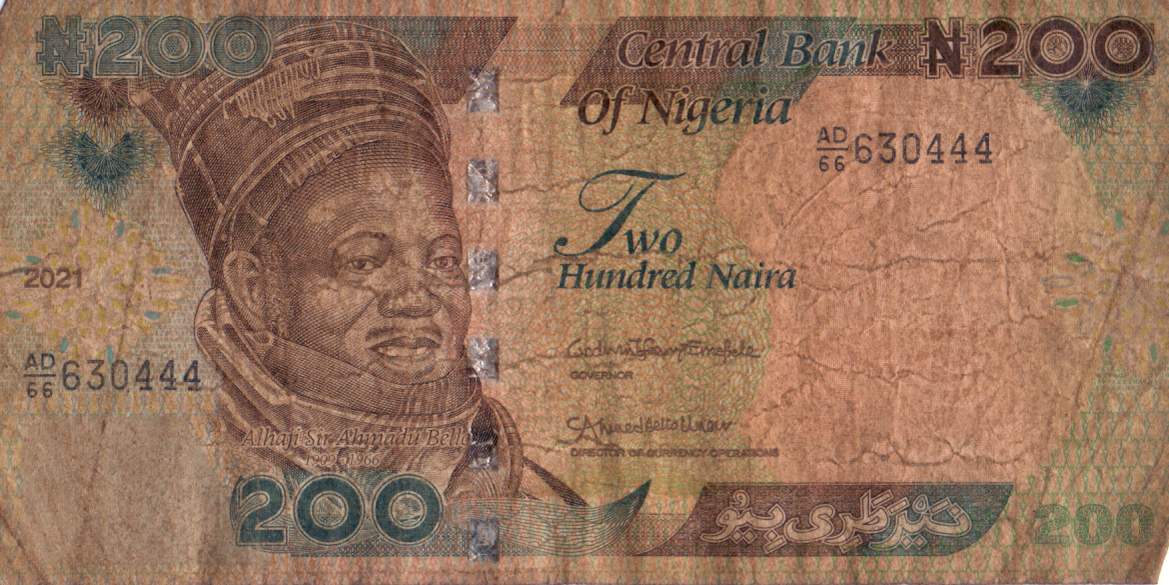 ₦200
Central Bank
Of Nigeria
₦200
AD/66 630444
Two
Hundred Naira
2021
AD/66 630444
GOVERNOR
Alhaji Sir Ahmadu Bello
1909-1966
DIRECTOR OF CURRENCY OPERATIONS
200
نَيْرَ طَرِى بِيُو
200